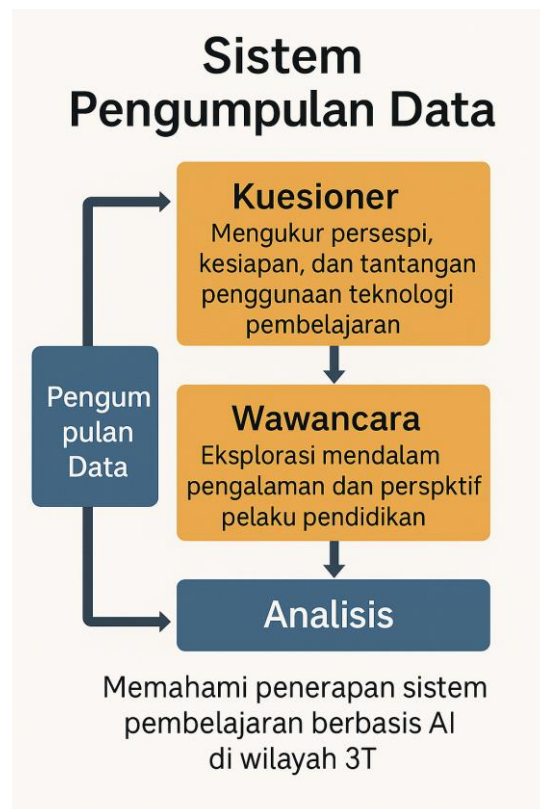 Sistem
Pengumpulan Data
Kuesioner
Mengukur persespi,
kesiapan, dan tantangan
penggunaan teknologi
pembelajaran
Pengum
pulan
Data
Wawancara
Eksplorasi mendalam
pengalaman dan perspktif
pelaku pendidikan
Analisis
Memahami penerapan sistem
pembelajaran berbasis AI
di wilayah 3T